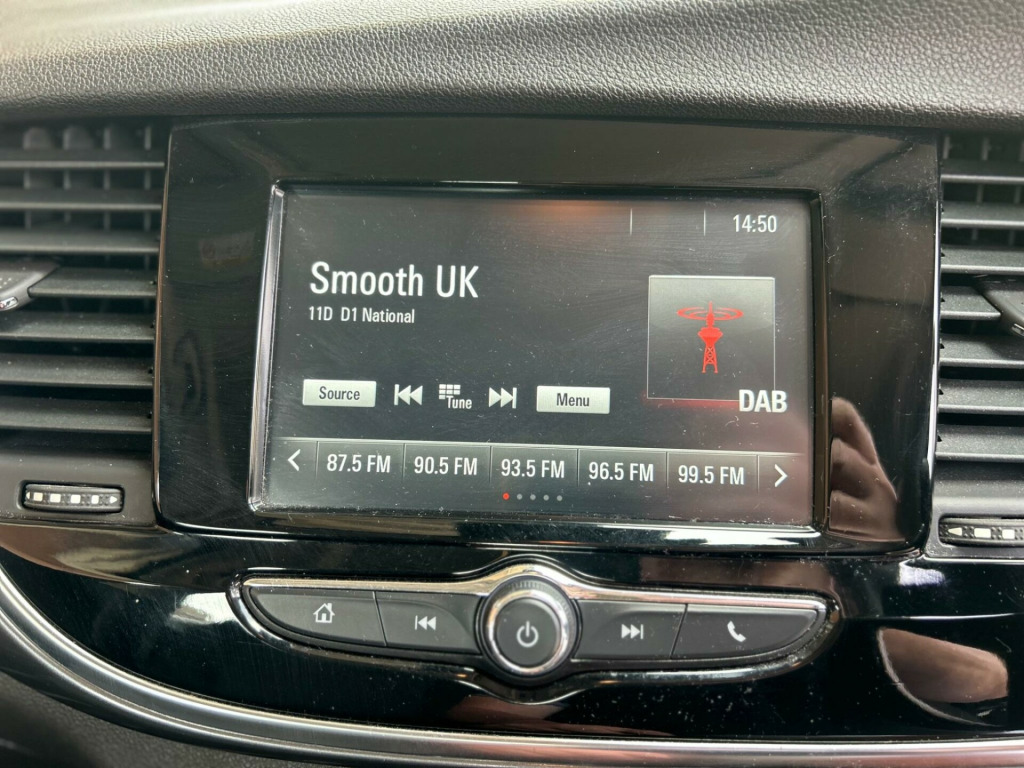 14:50
Smooth UK
11D D1 National
Source
Tune
Menu
DAB
87.5 FM 90.5 FM 93.5 FM 96.5 FM 99.5 FM